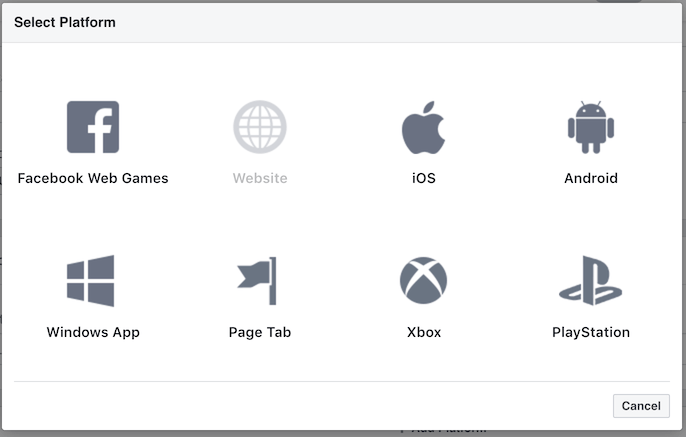 Select Platform
Facebook Web Games
Website
iOS
Android
Windows App
Page Tab
Xbox
PlayStation
Cancel